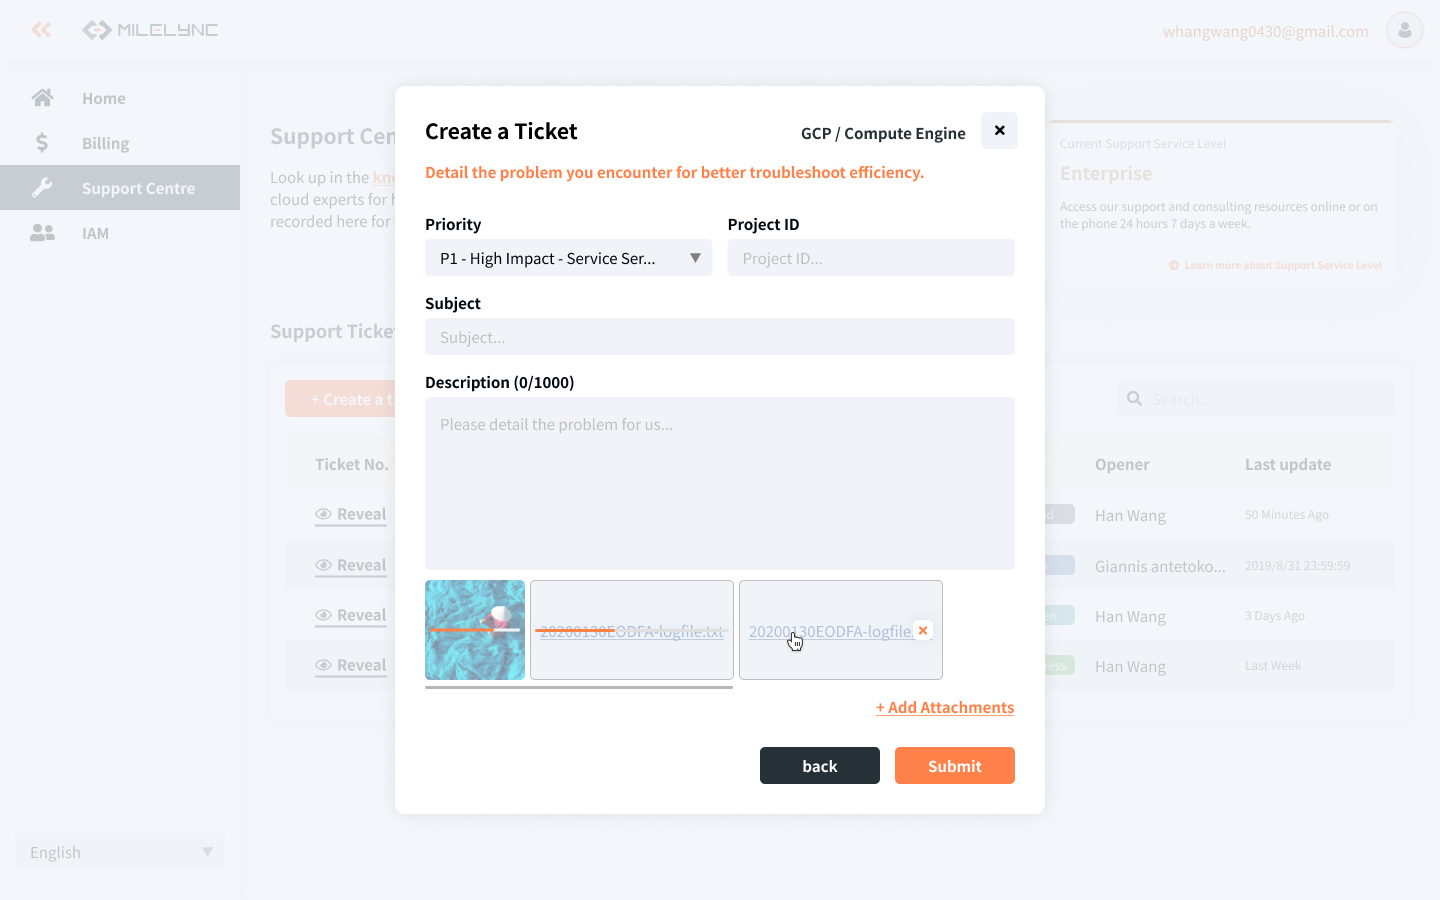 MILELYNC
whangwang0430@gmail.com
Home
Billing
Support Centre
IAM
English
Support Cen
Look up in the kno
cloud experts for h
recorded here for
Current Support Service Level
Enterprise
Access our support and consulting resources online or on
the phone 24 hours 7 days a week.
Learn more about Support Service Level
Support Ticke
+ Create a ti
Search...
Ticket No.
Opener
Last update
Reveal
Han Wang
50 Minutes Ago
Reveal
Giannis antetoko...
2019/8/31 23:59:59
Reveal
Han Wang
3 Days Ago
Reveal
Han Wang
Last Week
Create a Ticket
GCP / Compute Engine
Detail the problem you encounter for better troubleshoot efficiency.
Priority
Project ID
P1 - High Impact - Service Ser...
Project ID...
Subject
Subject...
Description (0/1000)
Please detail the problem for us...
20200130EODFA-logfile.txt
20200130EODFA-logfile
+ Add Attachments
back
Submit